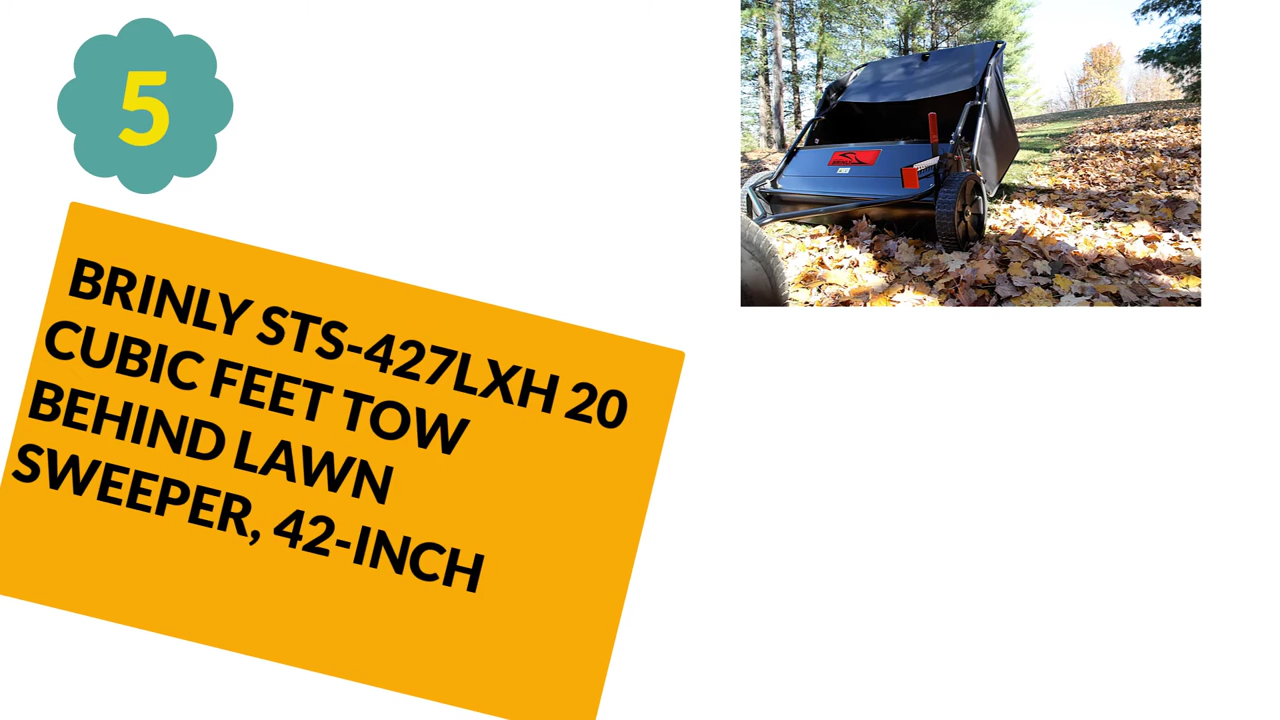 5
BRINLY STS-427LXH 20
CUBIC FEET TOW
BEHIND LAWN
SWEEPER, 42-INCH